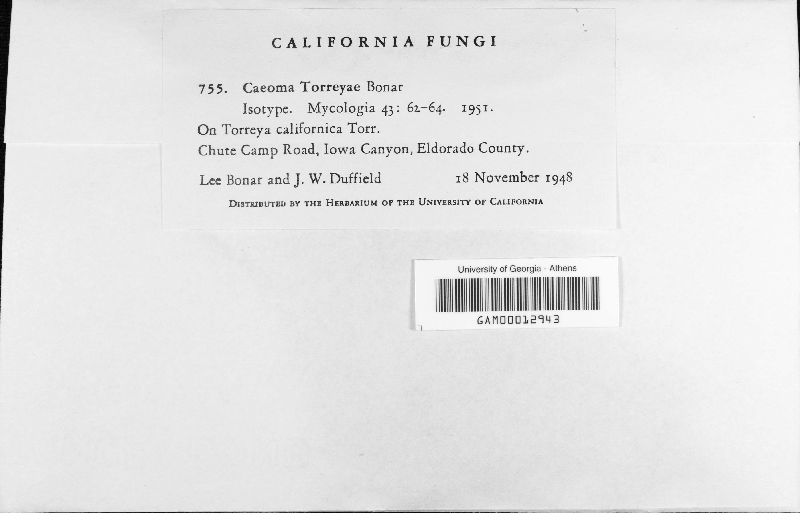 CALIFORNIA FUNGI
755. Caeoma Torreyae Bonar
Isotype. Mycologia 43: 62–64. 1951.
On Torreya californica Torr.
Chute Camp Road, Iowa Canyon, Eldorado County.
Lee Bonar and J. W. Duffield 18 November 1948
Distributed by the Herbarium of the University of California
University of Georgia - Athens
GAM00012943